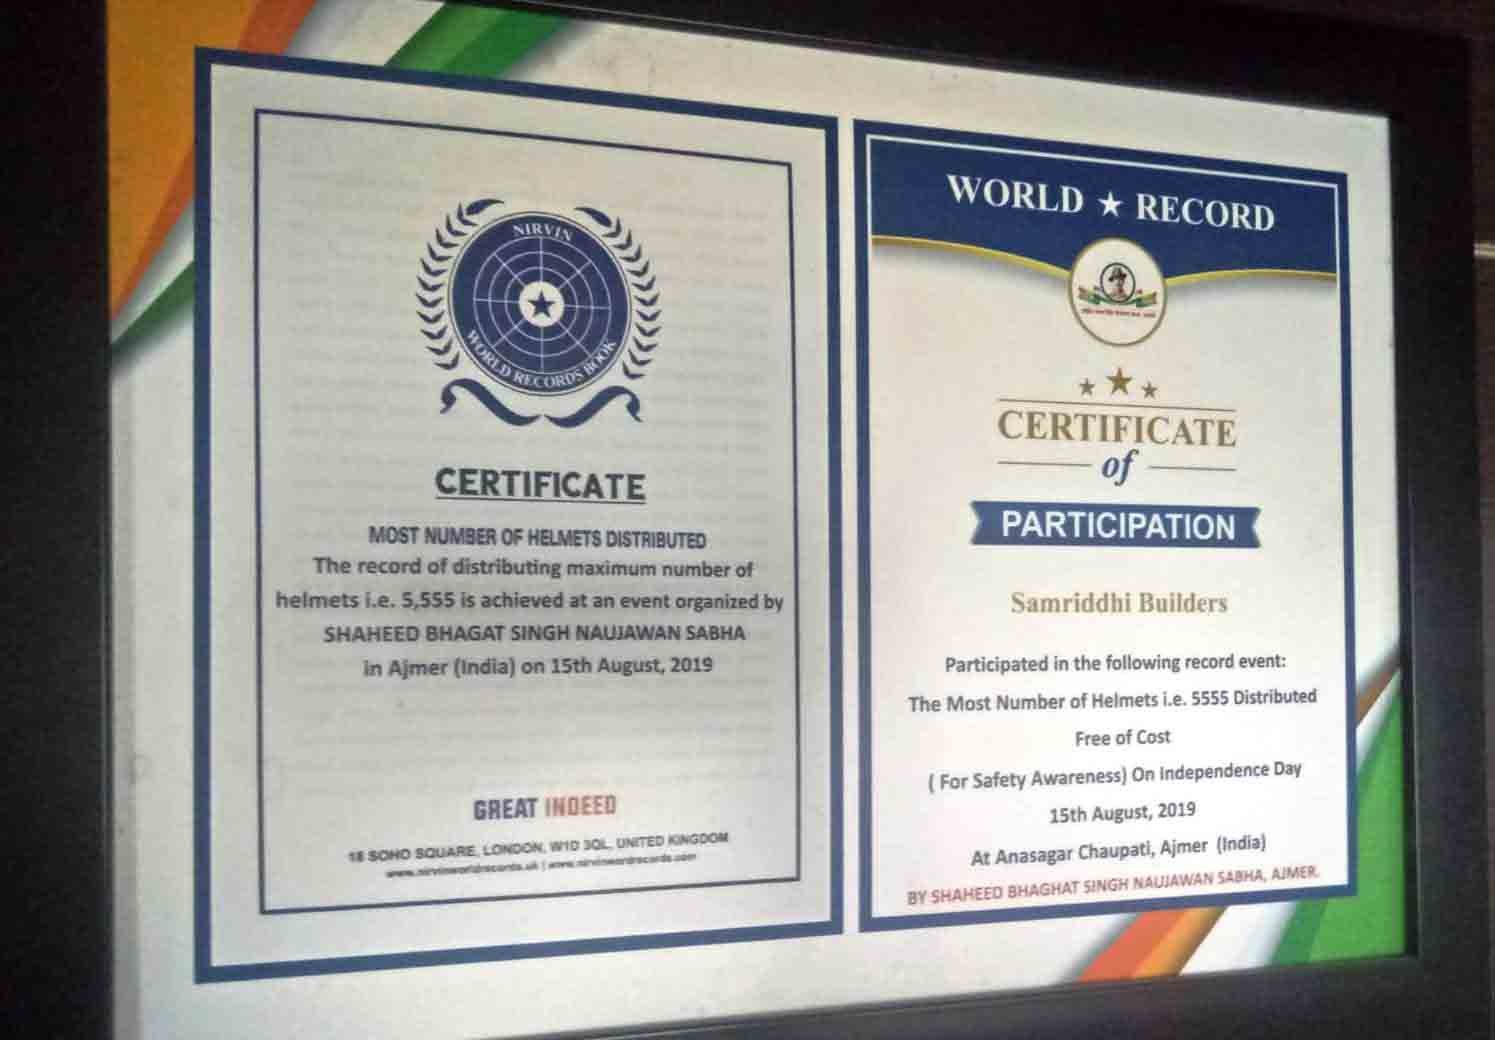 NIRVIN
WORLD RECORDS BOOK
CERTIFICATE
MOST NUMBER OF HELMETS DISTRIBUTED
The record of distributing maximum number of
helmets i.e. 5,555 is achieved at an event organized by
SHAHEED BHAGAT SINGH NAUJAWAN SABHA
in Ajmer (India) on 15th August, 2019
GREAT INDEED
18 SOHO SQUARE, LONDON, W1D 3QL, UNITED KINGDOM
WORLD ★ RECORD
CERTIFICATE
of
PARTICIPATION
Samriddhi Builders
Participated in the following record event:
The Most Number of Helmets i.e. 5555 Distributed
Free of Cost
( For Safety Awareness) On Independence Day
15th August, 2019
At Anasagar Chaupati, Ajmer (India)
BY SHAHEED BHAGHAT SINGH NAUJAWAN SABHA, AJMER.